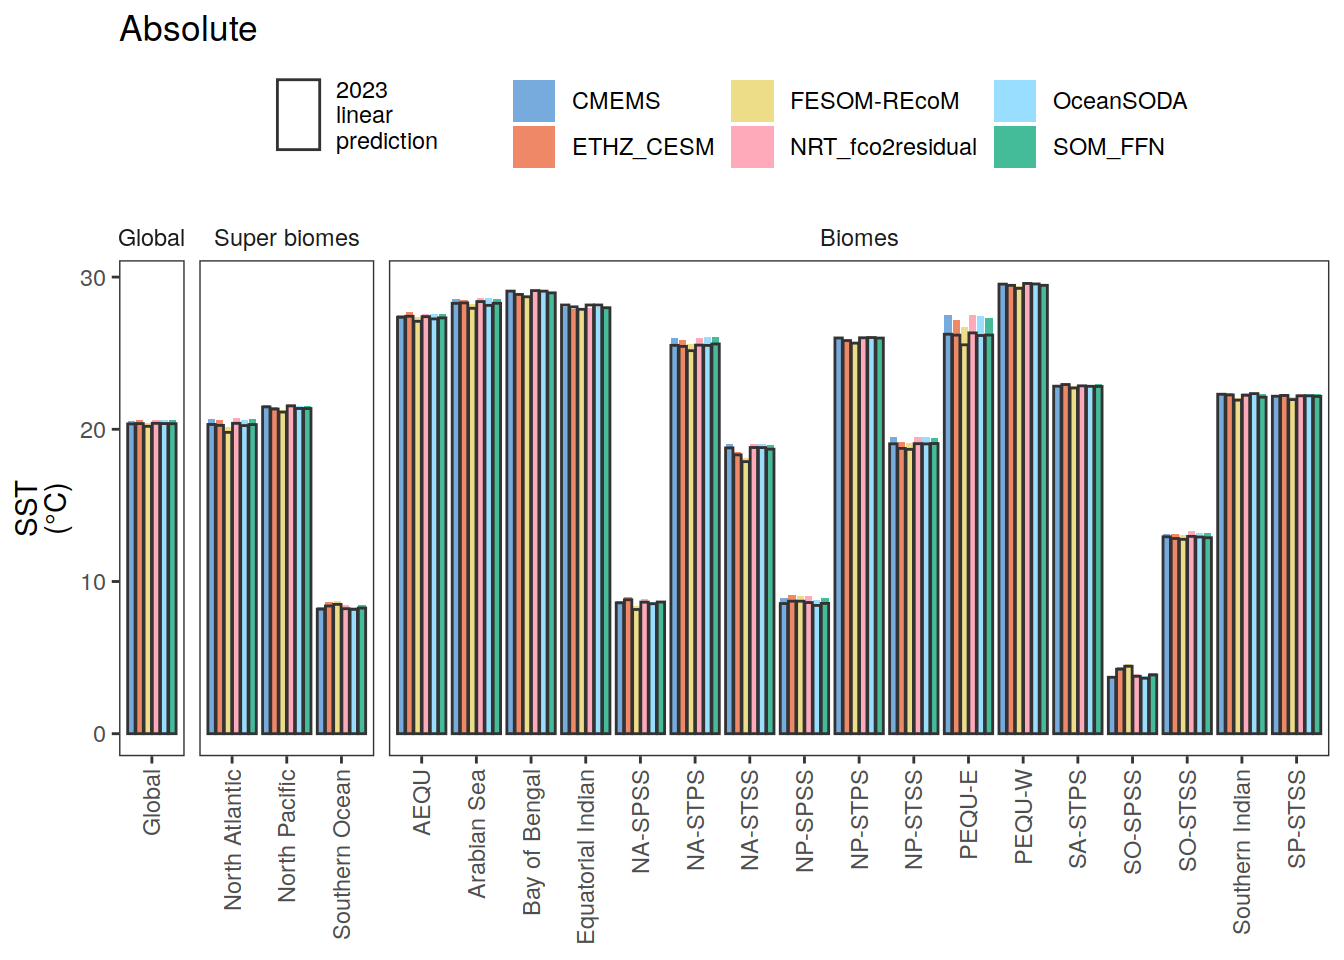 Absolute
2023
linear
prediction
CMEMS
FESOM-REcoM
OceanSODA
ETHZ_CESM
NRT_fco2residual
SOM_FFN
Global
Super biomes
Biomes
SST
(°C)
30
20
10
0
Global
North Atlantic
North Pacific
Southern Ocean
AEQU
Arabian Sea
Bay of Bengal
Equatorial Indian
NA-SPSS
NA-STPS
NA-STSS
NP-SPSS
NP-STPS
NP-STSS
PEQU-E
PEQU-W
SA-STPS
SO-SPSS
SO-STSS
Southern Indian
SP-STSS